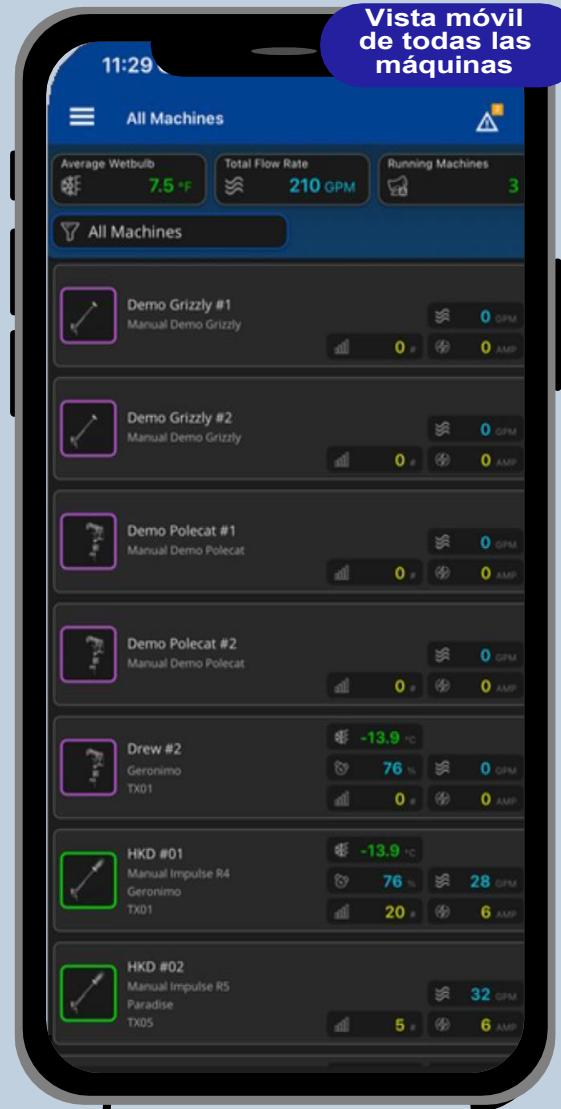 Vista móvil
de todas las
máquinas
11:29
All Machines
Average Wetbulb
7.5 °F
Total Flow Rate
210 GPM
Running Machines
3
All Machines
Demo Grizzly #1
Manual Demo Grizzly
0 GPM
0 # 0 AMP
Demo Grizzly #2
Manual Demo Grizzly
0 GPM
0 # 0 AMP
Demo Polecat #1
Manual Demo Polecat
0 GPM
0 # 0 AMP
Demo Polecat #2
Manual Demo Polecat
0 GPM
0 # 0 AMP
Drew #2
Geronimo
TX01
-13.9 °C
76 % 0 GPM
0 # 0 AMP
HKD #01
Manual Impulse R4
Geronimo
TX01
-13.9 °C
76 % 28 GPM
20 # 6 AMP
HKD #02
Manual Impulse R5
Paradise
TX05
32 GPM
5 # 6 AMP